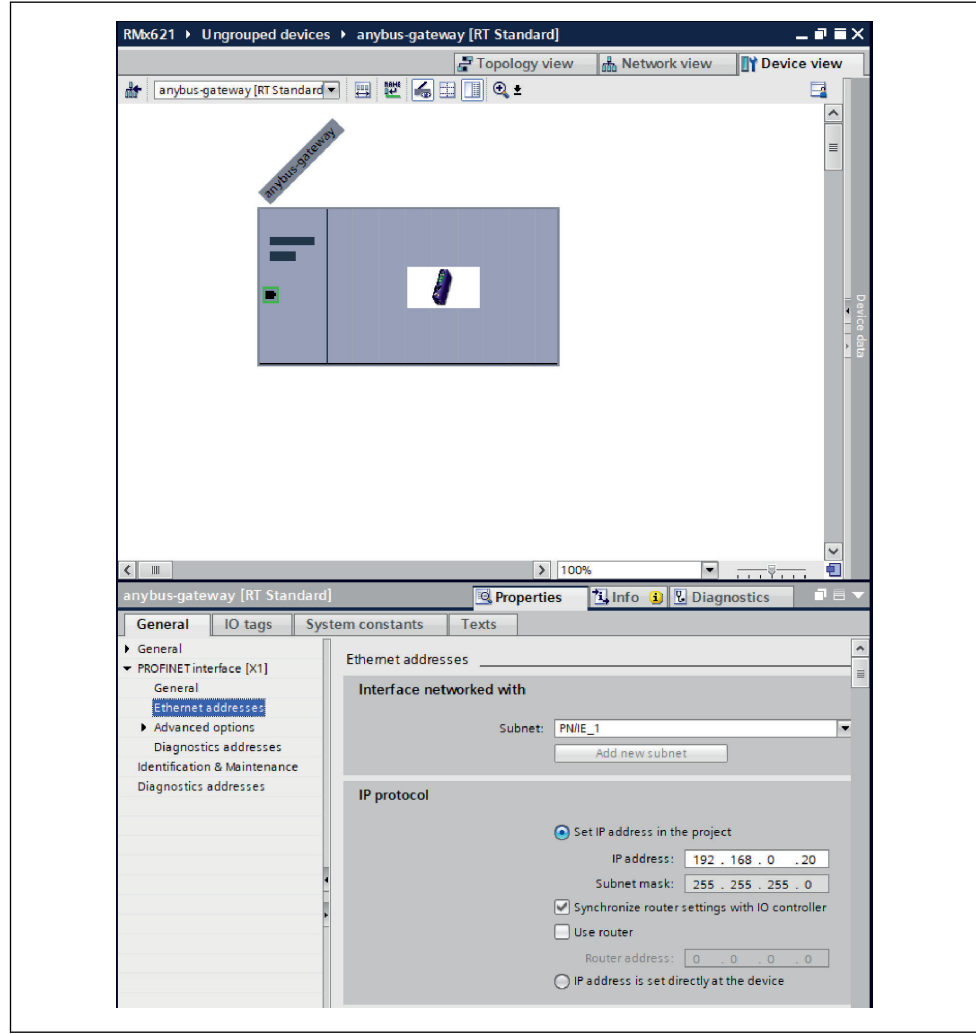 RMx621 ▸ Ungrouped devices ▸ anybus-gateway [RT Standard]
Topology view Network view Device view
anybus-gateway [RT Standard
NAME
anybus-gateway
Device data
100%
anybus-gateway [RT Standard]
Properties Info Diagnostics
General IO tags System constants Texts
General
PROFINET interface [X1]
General
Ethernet addresses
Advanced options
Diagnostics addresses
Identification & Maintenance
Diagnostics addresses
Ethernet addresses
Interface networked with
Subnet: PN/IE_1
Add new subnet
IP protocol
Set IP address in the project
IP address: 192 . 168 . 0 . 20
Subnet mask: 255 . 255 . 255 . 0
Synchronize router settings with IO controller
Use router
Router address: 0 . 0 . 0 . 0
IP address is set directly at the device